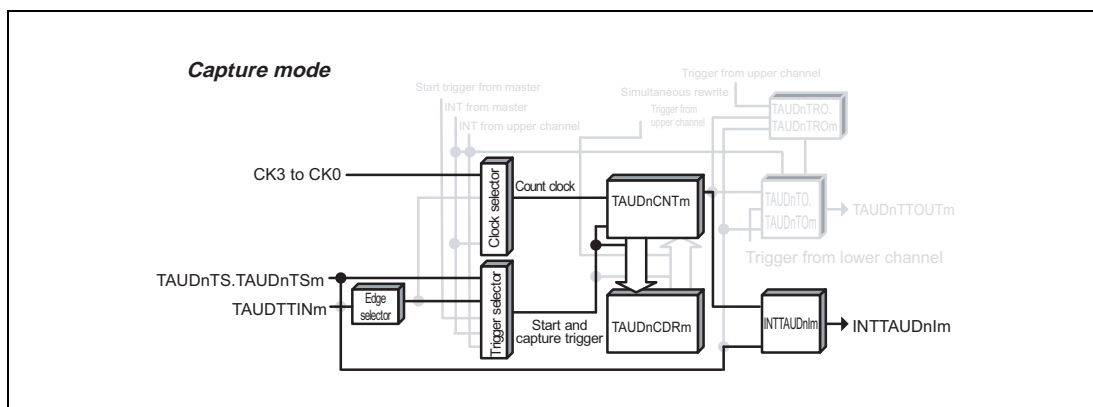 Capture mode
Trigger from upper channel
Start trigger from master
Simultaneous rewrite
INT from master
Trigger from
upper channel
INT from upper channel
TAUDnTRO.
TAUDnTROm
CK3 to CK0
Clock selector
Count clock
TAUDnCNTm
TAUDnTO.
TAUDnTOm
TAUDnTTOUTm
Trigger from lower channel
TAUDnTS.TAUDnTSm
TAUDTTINm
Edge
selector
Trigger selector
Start and
capture trigger
TAUDnCDRm
INTTAUDnIm
INTTAUDnIm